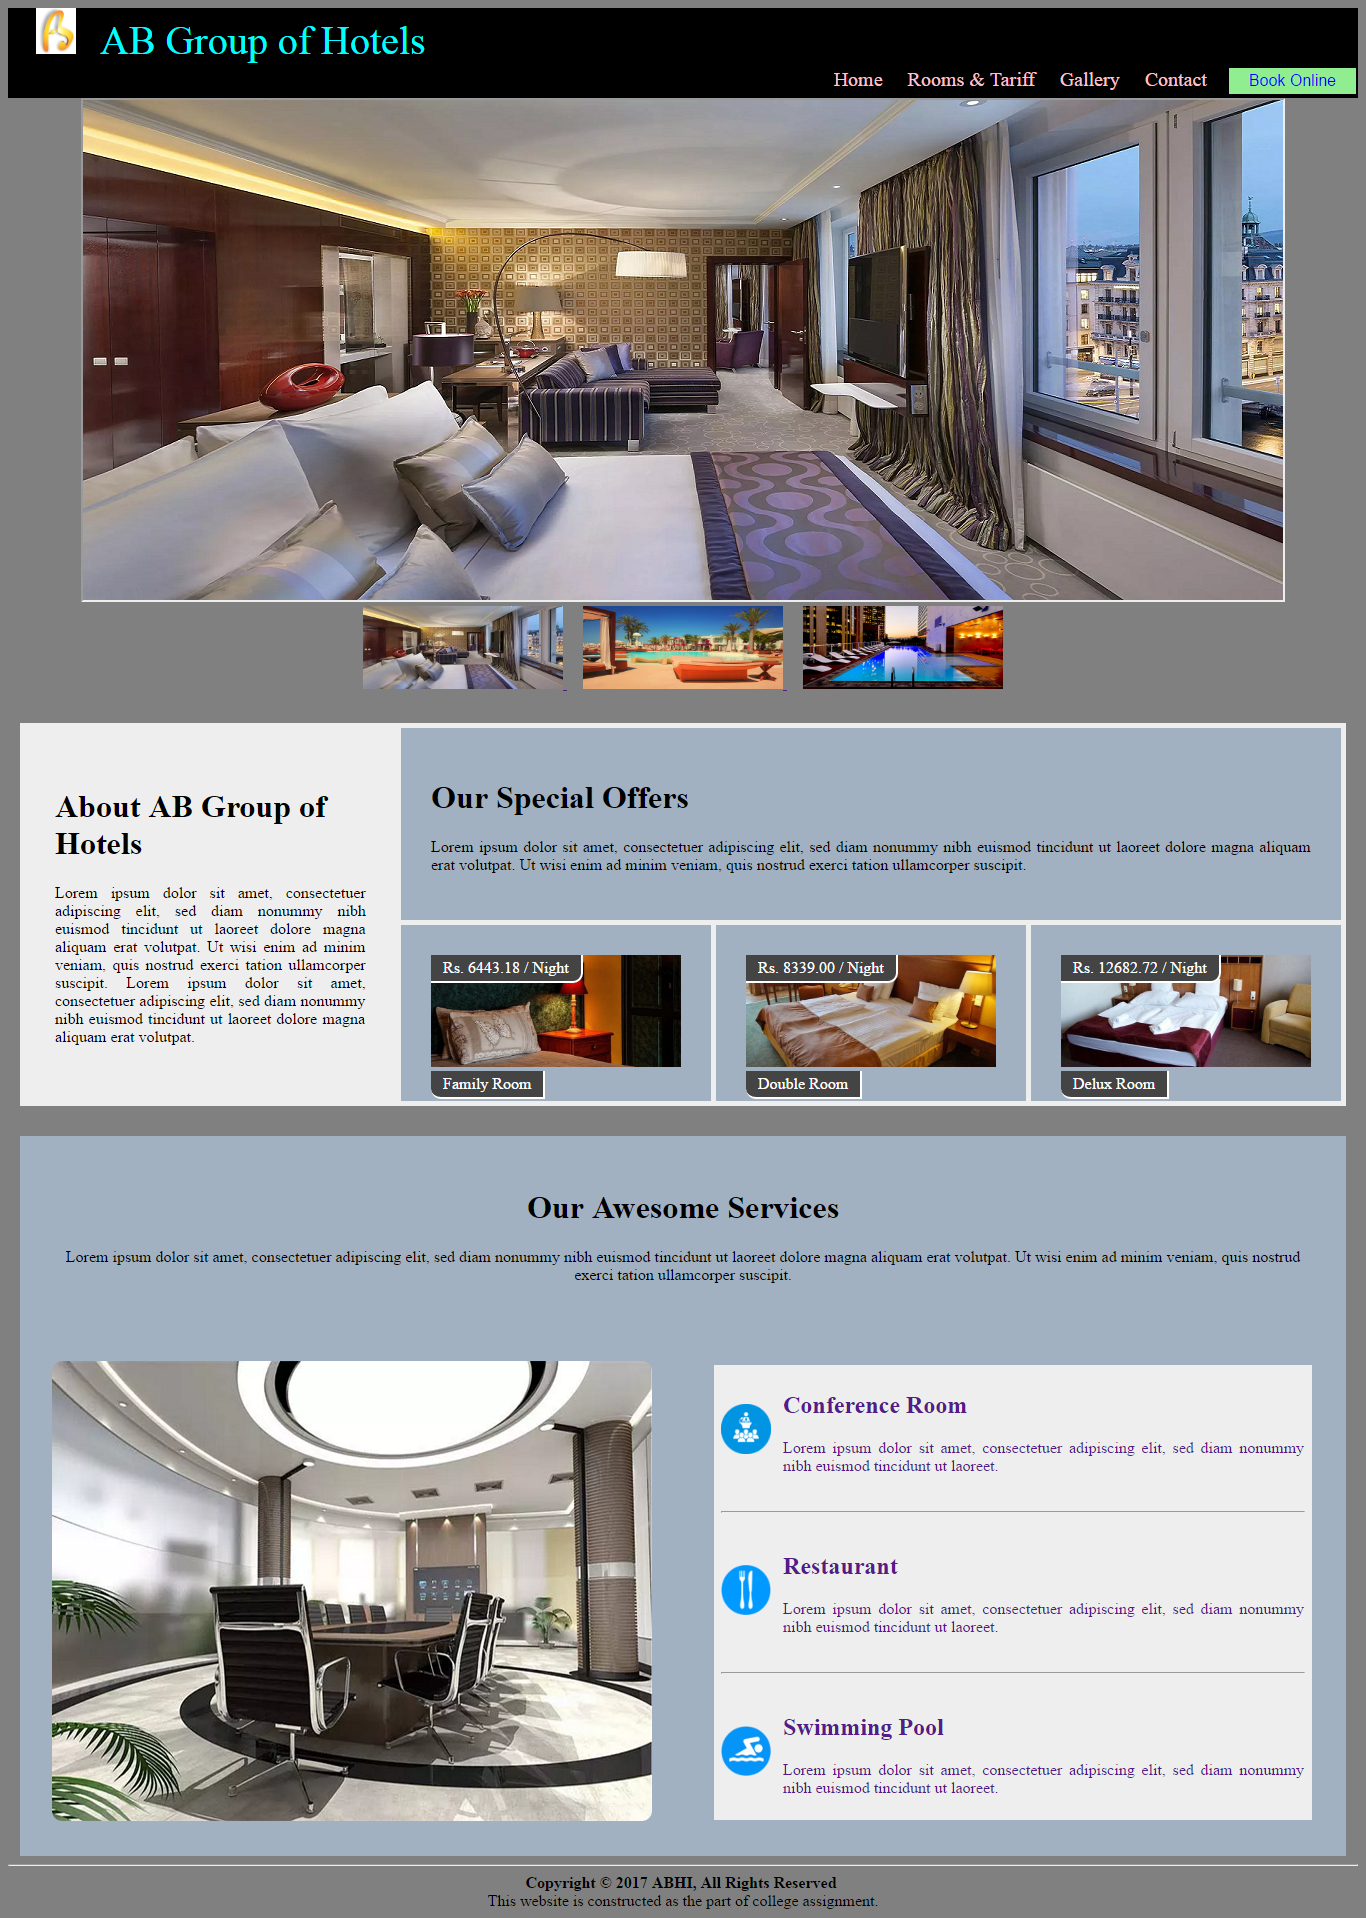 AB Group of Hotels
Home Rooms & Tariff Gallery Contact Book Online
About AB Group of
Hotels
Lorem ipsum dolor sit amet, consectetuer
adipiscing elit, sed diam nonummy nibh
euismod tincidunt ut laoreet dolore magna
aliquam erat volutpat. Ut wisi enim ad minim
veniam, quis nostrud exerci tation ullamcorper
suscipit. Lorem ipsum dolor sit amet,
consectetuer adipiscing elit, sed diam nonummy
nibh euismod tincidunt ut laoreet dolore magna
aliquam erat volutpat.
Our Special Offers
Lorem ipsum dolor sit amet, consectetuer adipiscing elit, sed diam nonummy nibh euismod tincidunt ut laoreet dolore magna aliquam
erat volutpat. Ut wisi enim ad minim veniam, quis nostrud exerci tation ullamcorper suscipit.
Rs. 6443.18 / Night
Family Room
Rs. 8339.00 / Night
Double Room
Rs. 12682.72 / Night
Delux Room
Our Awesome Services
Lorem ipsum dolor sit amet, consectetuer adipiscing elit, sed diam nonummy nibh euismod tincidunt ut laoreet dolore magna aliquam erat volutpat. Ut wisi enim ad minim veniam, quis nostrud
exerci tation ullamcorper suscipit.
Conference Room
Lorem ipsum dolor sit amet, consectetuer adipiscing elit, sed diam nonummy
nibh euismod tincidunt ut laoreet.
Restaurant
Lorem ipsum dolor sit amet, consectetuer adipiscing elit, sed diam nonummy
nibh euismod tincidunt ut laoreet.
Swimming Pool
Lorem ipsum dolor sit amet, consectetuer adipiscing elit, sed diam nonummy
nibh euismod tincidunt ut laoreet.
Copyright © 2017 ABHI, All Rights Reserved
This website is constructed as the part of college assignment.